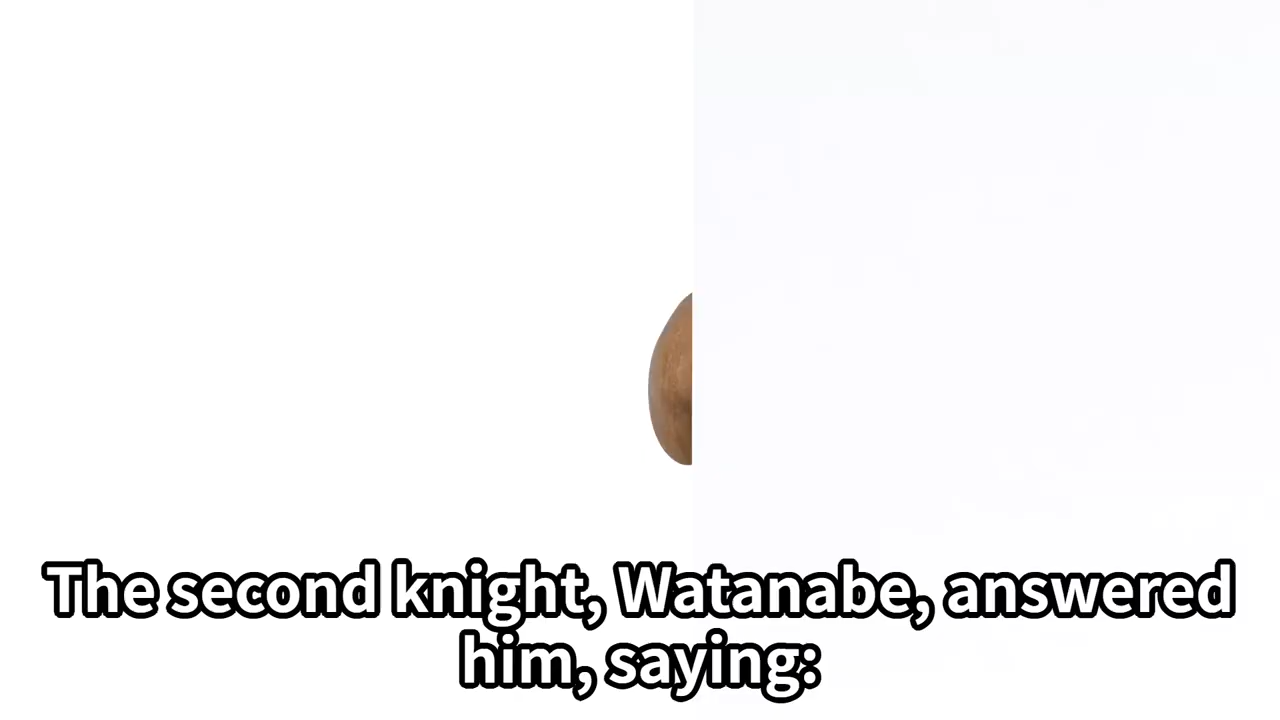 The second knight, Watanabe, answered
him, saying: